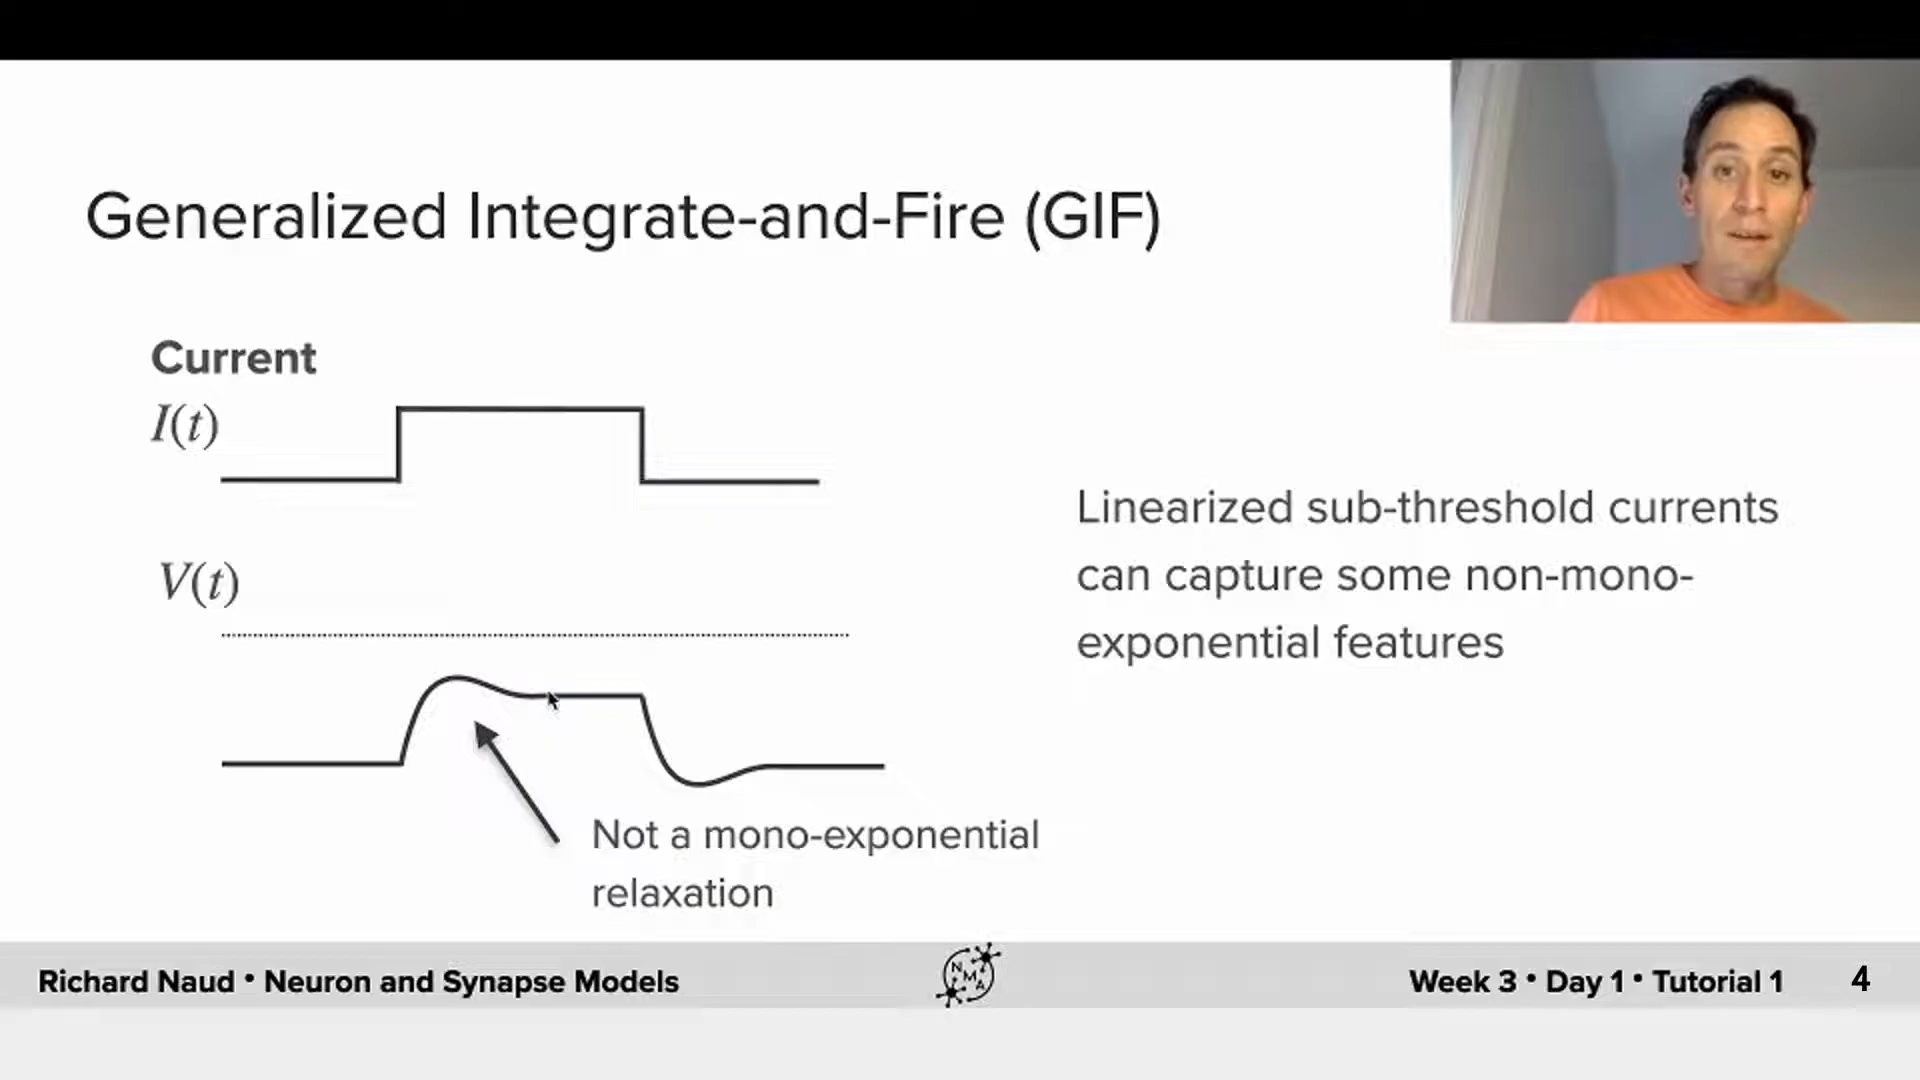 Generalized Integrate-and-Fire (GIF)
Current
I(t)
V(t)
Linearized sub-threshold currents
can capture some non-mono-
exponential features
Not a mono-exponential
relaxation
Richard Naud • Neuron and Synapse Models
N
M
A
Week 3 • Day 1 • Tutorial 1
4